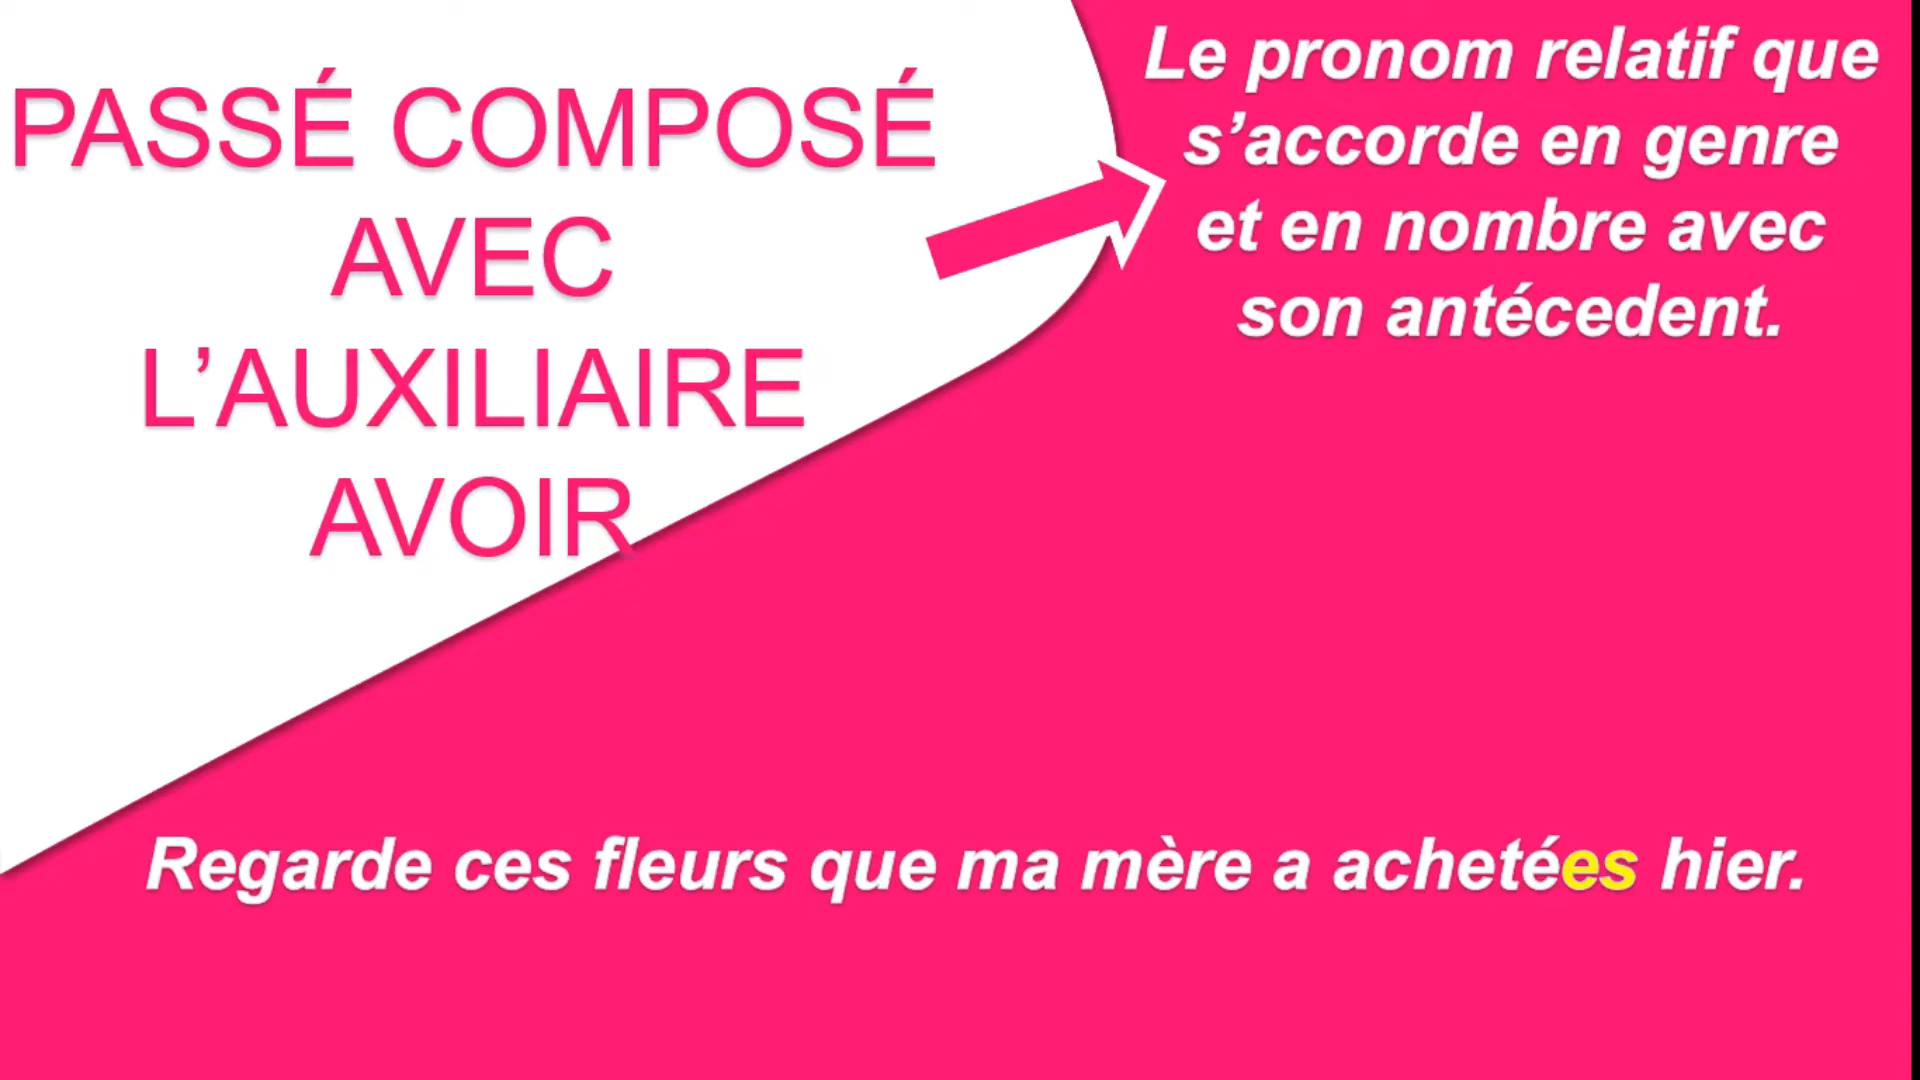 PASSÉ COMPOSÉ
AVEC
L’AUXILIAIRE
AVOIR
Le pronom relatif que
s’accorde en genre
et en nombre avec
son antécedent.
Regarde ces fleurs que ma mère a achetées hier.